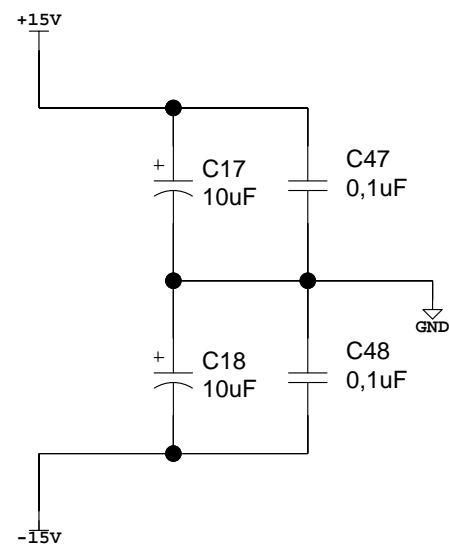 +15V
+
C17
10uF
C47
0,1uF
GND
+
C18
10uF
C48
0,1uF
-15V